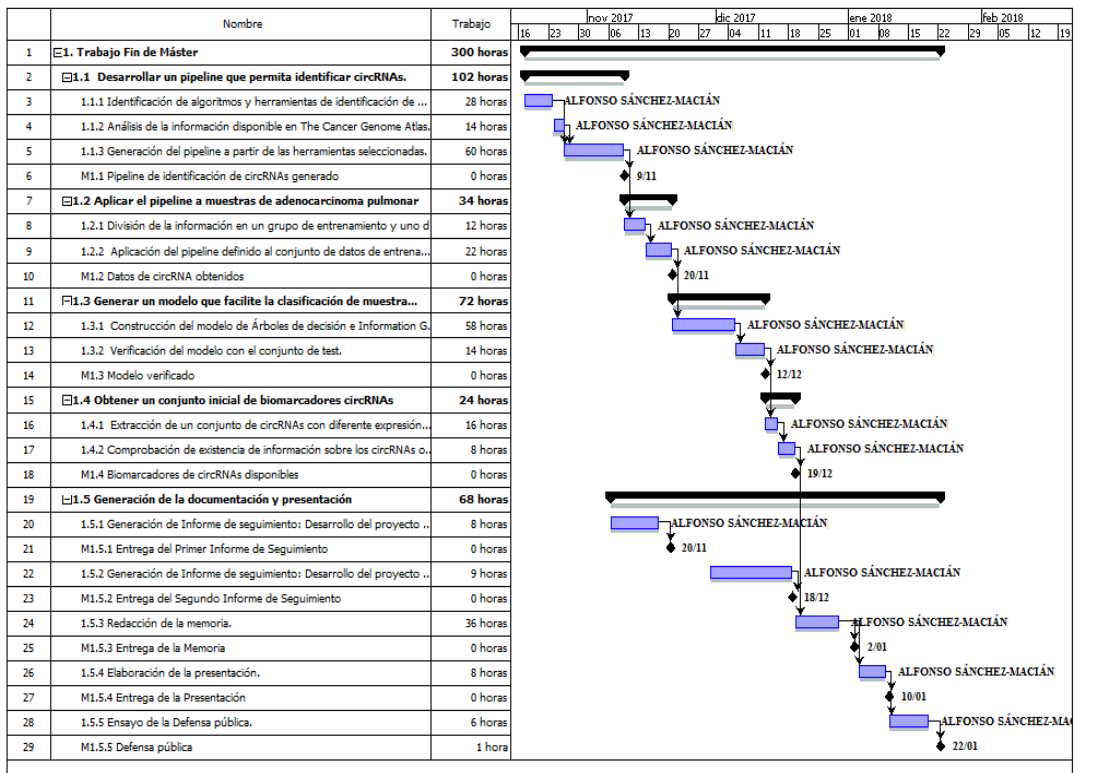 Nombre Trabajo nov 2017 dic 2017 ene 2018 feb 2018
16 23 30 06 13 20 27 04 11 18 25 01 08 15 22 29 05 12 19
1 1. Trabajo Fin de Máster 300 horas
2 1.1 Desarrollar un pipeline que permita identificar circRNAs. 102 horas
3 1.1.1 Identificación de algoritmos y herramientas de identificación de ... 28 horas ALFONSO SÁNCHEZ-MACIÁN
4 1.1.2 Análisis de la información disponible en The Cancer Genome Atlas. 14 horas ALFONSO SÁNCHEZ-MACIÁN
5 1.1.3 Generación del pipeline a partir de las herramientas seleccionadas. 60 horas ALFONSO SÁNCHEZ-MACIÁN
6 M1.1 Pipeline de identificación de circRNAs generado 0 horas 9/11
7 1.2 Aplicar el pipeline a muestras de adenocarcinoma pulmonar 34 horas
8 1.2.1 División de la información en un grupo de entrenamiento y uno d 12 horas ALFONSO SÁNCHEZ-MACIÁN
9 1.2.2 Aplicación del pipeline definido al conjunto de datos de entrena... 22 horas ALFONSO SÁNCHEZ-MACIÁN
10 M1.2 Datos de circRNA obtenidos 0 horas 20/11
11 1.3 Generar un modelo que facilite la clasificación de muestra... 72 horas
12 1.3.1 Construcción del modelo de Árboles de decisión e Information G. 58 horas ALFONSO SÁNCHEZ-MACIÁN
13 1.3.2 Verificación del modelo con el conjunto de test. 14 horas ALFONSO SÁNCHEZ-MACIÁN
14 M1.3 Modelo verificado 0 horas 12/12
15 1.4 Obtener un conjunto inicial de biomarcadores circRNAs 24 horas
16 1.4.1 Extracción de un conjunto de circRNAs con diferente expresión... 16 horas ALFONSO SÁNCHEZ-MACIÁN
17 1.4.2 Comprobación de existencia de información sobre los circRNAs o.. 8 horas ALFONSO SÁNCHEZ-MACIÁN
18 M1.4 Biomarcadores de circRNAs disponibles 0 horas 19/12
19 1.5 Generación de la documentación y presentación 68 horas
20 1.5.1 Generación de Informe de seguimiento: Desarrollo del proyecto .. 8 horas ALFONSO SÁNCHEZ-MACIÁN
21 M1.5.1 Entrega del Primer Informe de Seguimiento 0 horas 20/11
22 1.5.2 Generación de Informe de seguimiento: Desarrollo del proyecto .. 9 horas ALFONSO SÁNCHEZ-MACIÁN
23 M1.5.2 Entrega del Segundo Informe de Seguimiento 0 horas 18/12
24 1.5.3 Redacción de la memoria. 36 horas ALFONSO SÁNCHEZ-MACIÁN
25 M1.5.3 Entrega de la Memoria 0 horas 2/01
26 1.5.4 Elaboración de la presentación. 8 horas ALFONSO SÁNCHEZ-MACIÁN
27 M1.5.4 Entrega de la Presentación 0 horas 10/01
28 1.5.5 Ensayo de la Defensa pública. 6 horas ALFONSO SÁNCHEZ-MA
29 M1.5.5 Defensa pública 1 hora 22/01